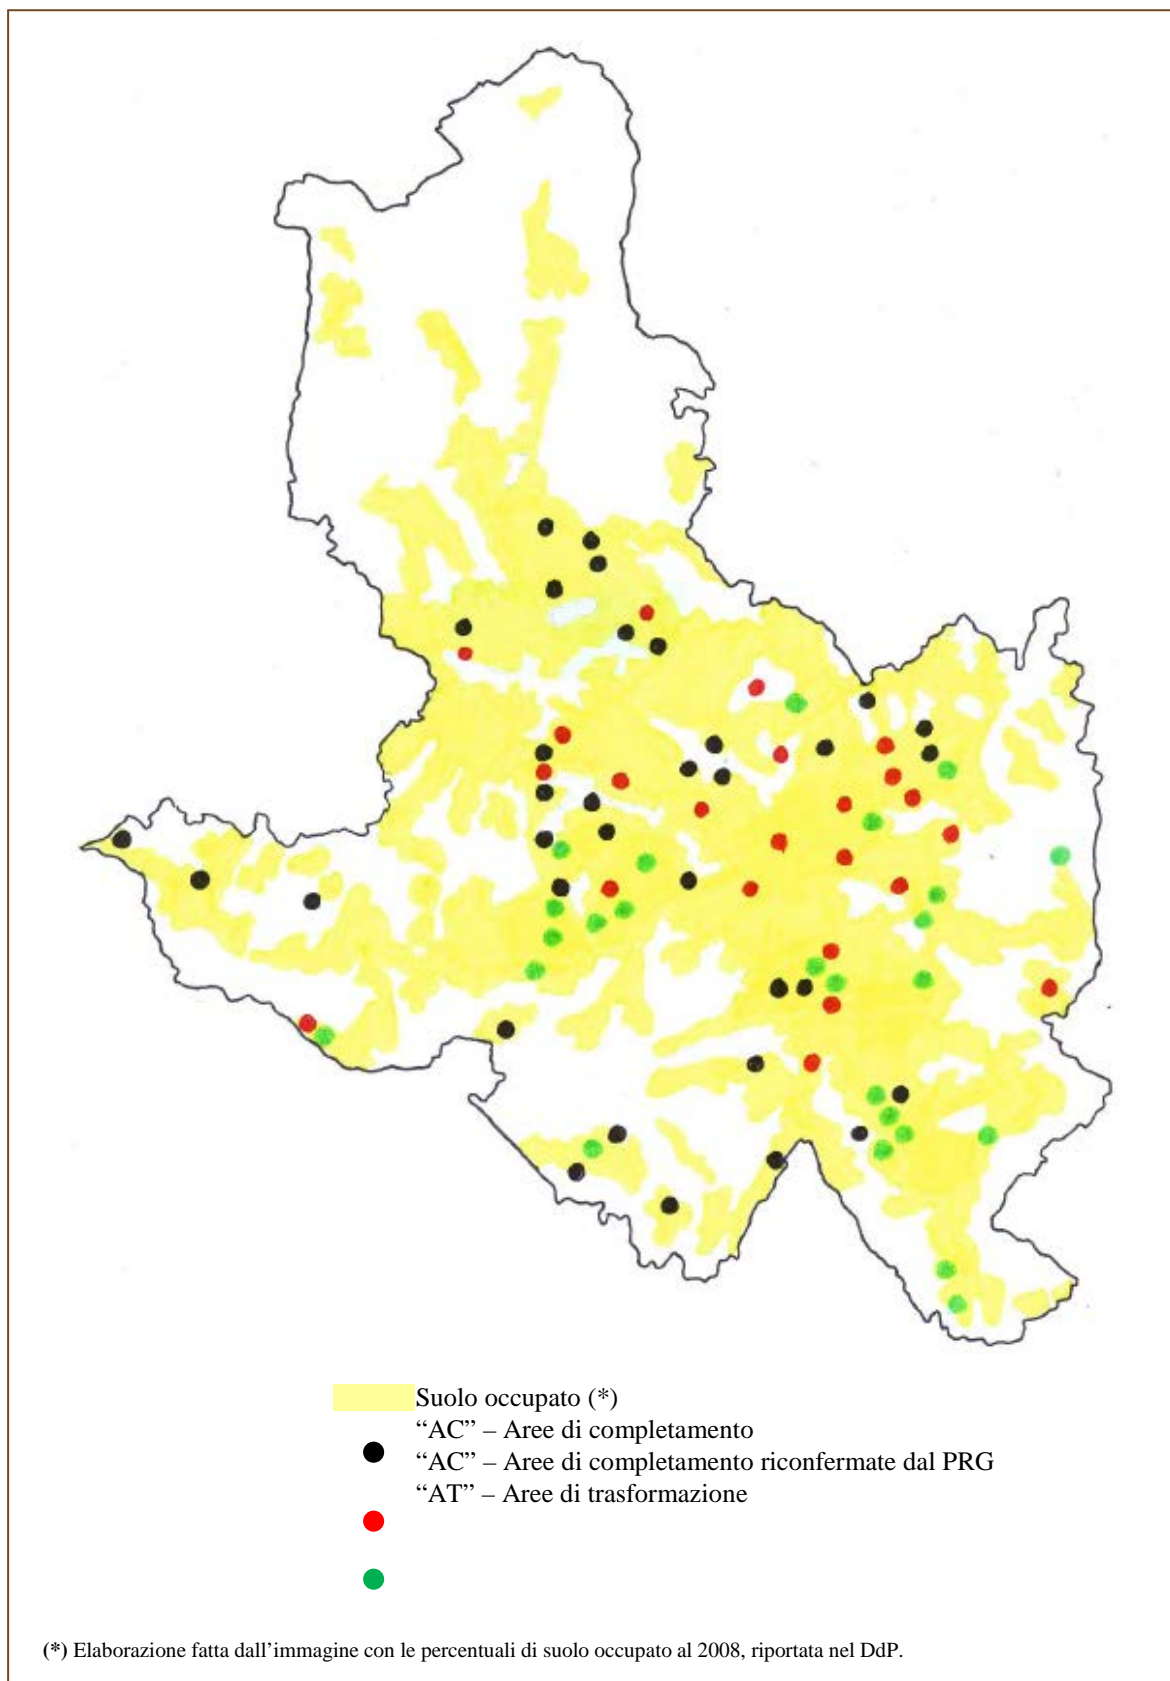 Suolo occupato (*)
“AC” – Aree di completamento
“AC” – Aree di completamento riconfermate dal PRG
“AT” – Aree di trasformazione
(*) Elaborazione fatta dall’immagine con le percentuali di suolo occupato al 2008, riportata nel DdP.